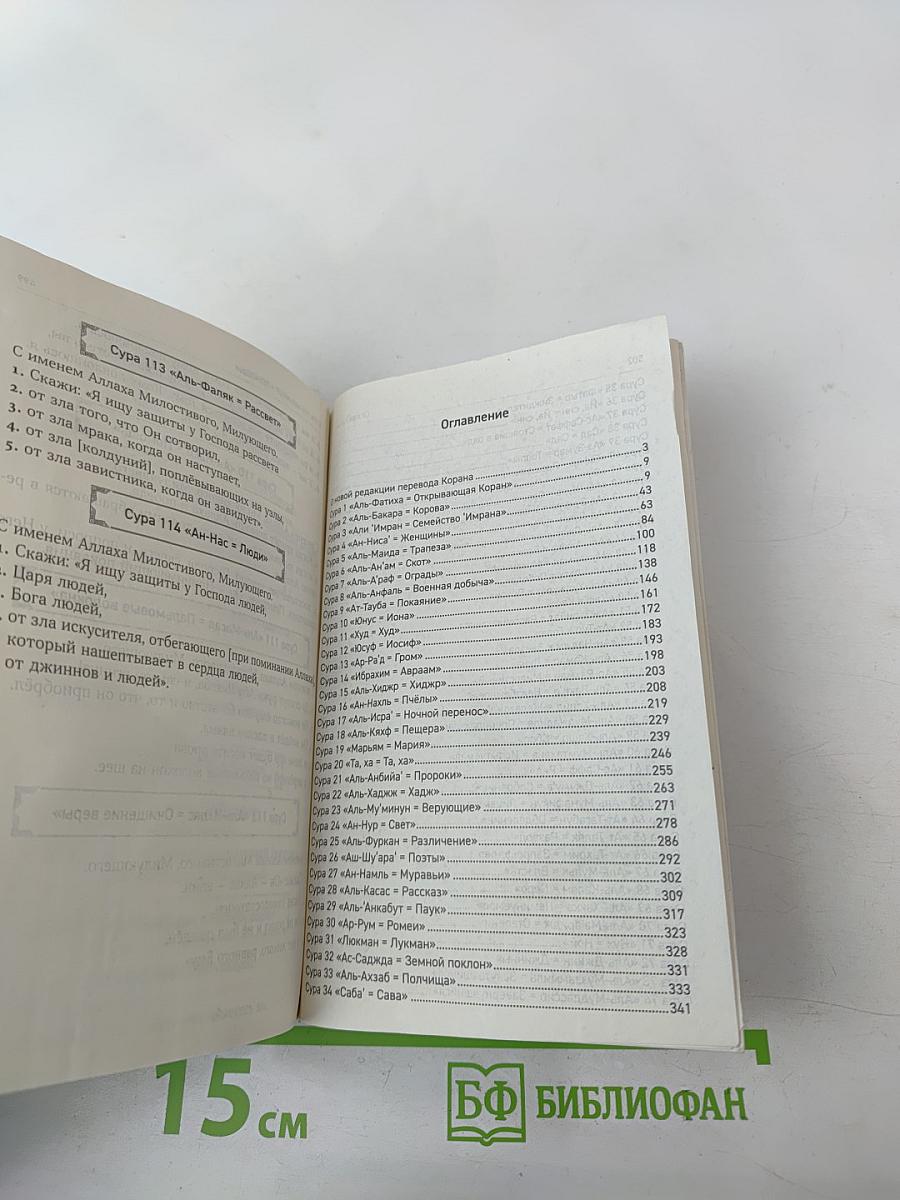 Сура 113 «Аль-Фаляк = Рассвет»
С именем Аллаха Милостивого, Милующего.
1. Скажи: «Я ищу защиты у Господа рассвета
2. от зла того, что Он сотворил,
3. от зла мрака, когда он наступает,
4. от зла [колдуний], поплёвывающих на узлы,
5. от зла завистника, когда он завидует».
Сура 114 «Ан-Нас = Люди»
С именем Аллаха Милостивого, Милующего.
1. Скажи: «Я ищу защиты у Господа людей,
Царя людей,
Бога людей,
от зла искусителя, отбегающего [при поминании Аллаха]
который нашептывает в сердца людей,
от джиннов и людей».
Оглавление
новой редакции перевода Корана 3
Сура 1 «Аль-Фатиха = Открывающая Коран» 9
Сура 2 «Аль-Бакара = Корова» 9
Сура 3 «Али 'Имран = Семейство 'Имрана» 43
Сура 4 «Ан-Ниса' = Женщины» 63
Сура 5 «Аль-Маида = Трапеза» 84
Сура 6 «Аль-Ан'ам = Скот» 100
Сура 7 «Аль-А'раф = Ограды» 118
Сура 8 «Аль-Анфаль = Военная добыча» 138
Сура 9 «Ат-Тауба = Покаяние» 146
Сура 10 «Юнус = Иона» 161
Сура 11 «Худ = Худ» 172
Сура 12 «Юсуф = Иосиф» 183
Сура 13 «Ар-Ра'д = Гром» 193
Сура 14 «Ибрахим = Авраам» 198
Сура 15 «Аль-Хиджр = Хиджр» 203
Сура 16 «Ан-Нахль = Пчёлы» 208
Сура 17 «Аль-Исра' = Ночной перенос» 219
Сура 18 «Аль-Кяхф = Пещера» 229
Сура 19 «Марьям = Мария» 239
Сура 20 «Та, ха = Та, ха» 246
Сура 21 «Аль-Анбийа' = Пророки» 255
Сура 22 «Аль-Хаджж = Хадж» 263
Сура 23 «Аль-Му'минун = Верующие» 271
Сура 24 «Ан-Нур = Свет» 278
Сура 25 «Аль-Фуркан = Различение» 286
Сура 26 «Аш-Шу'ара' = Поэты» 292
Сура 27 «Ан-Намль = Муравьи» 302
Сура 28 «Аль-Касас = Рассказ» 309
Сура 29 «Аль-'Анкабут = Паук» 317
Сура 30 «Ар-Рум = Ромеи» 323
Сура 31 «Люкман = Лукман» 328
Сура 32 «Ас-Саджда = Земной поклон» 331
Сура 33 «Аль-Ахзаб = Полчища» 333
Сура 34 «Саба' = Сава» 341
15 см
БФ БИБЛИОФАН